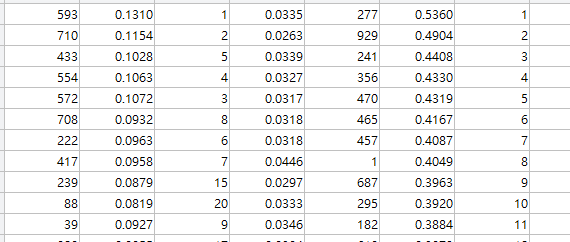 593 0.1310 1 0.0335 277 0.5360 1
710 0.1154 2 0.0263 929 0.4904 2
433 0.1028 5 0.0339 241 0.4408 3
554 0.1063 4 0.0327 356 0.4330 4
572 0.1072 3 0.0317 470 0.4319 5
708 0.0932 8 0.0318 465 0.4167 6
222 0.0963 6 0.0318 457 0.4087 7
417 0.0958 7 0.0446 1 0.4049 8
239 0.0879 15 0.0297 687 0.3963 9
88 0.0819 20 0.0333 295 0.3920 10
39 0.0927 9 0.0346 182 0.3884 11